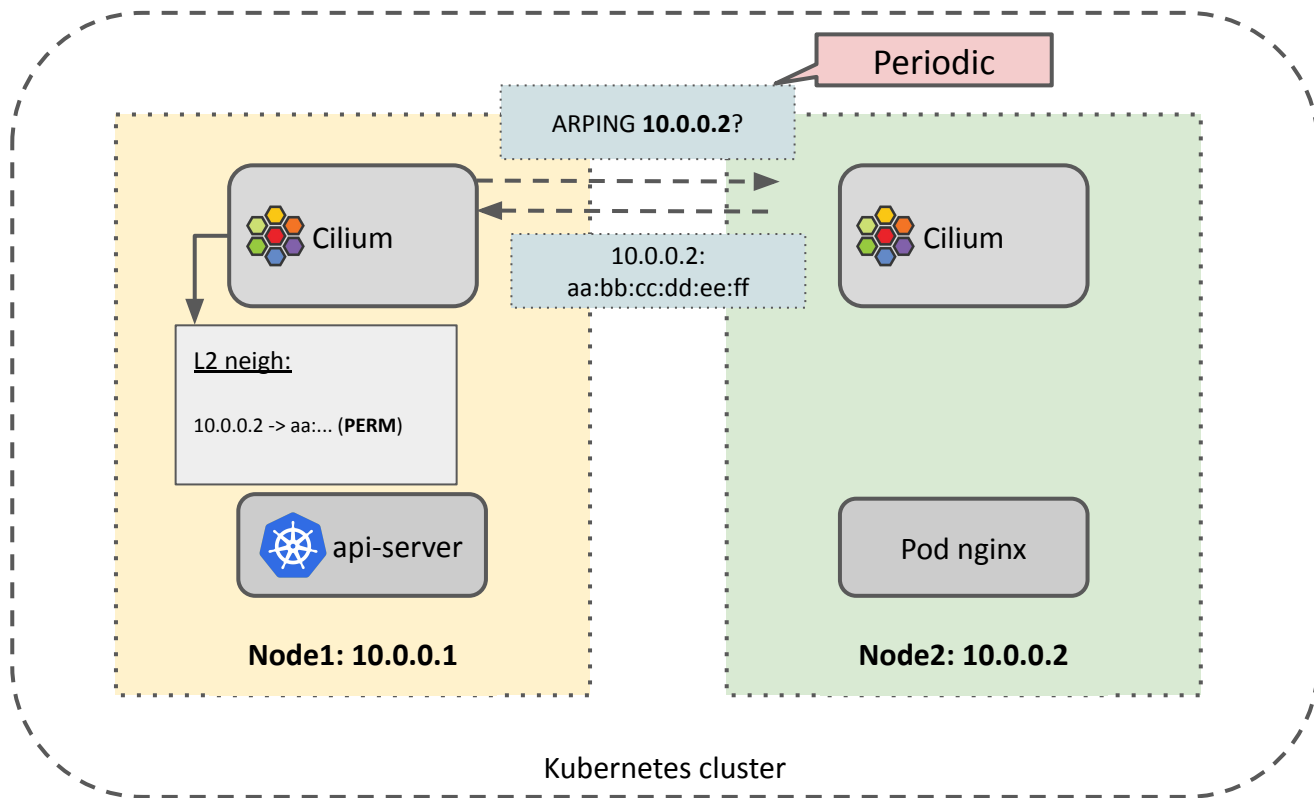 Periodic
ARPING 10.0.0.2?
Cilium
Cilium
10.0.0.2:
aa:bb:cc:dd:ee:ff
L2 neigh:
10.0.0.2 -> aa:... (PERM)
api-server
Pod nginx
Node1: 10.0.0.1
Node2: 10.0.0.2
Kubernetes cluster